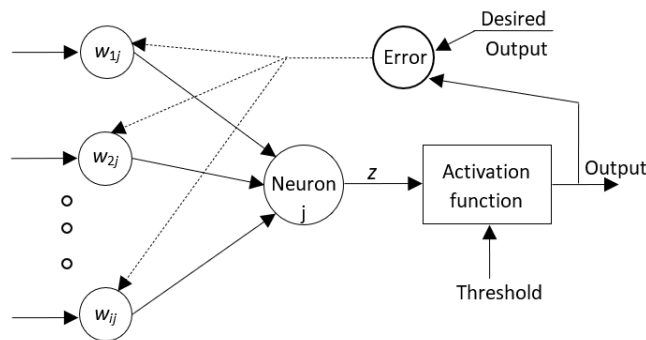 Desired
Output
w1j
Error
w2j
Neuron
j
z
Activation
function
Output
Threshold
wij